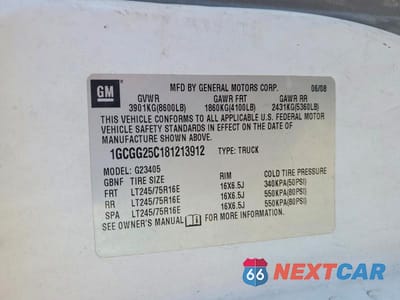 GM
MFD BY GENERAL MOTORS CORP. 06/08
GVWR GAWR FRT GAWR RR
3901KG(8600LB) 1860KG(4100LB) 2431KG(5360LB)
THIS VEHICLE CONFORMS TO ALL APPLICABLE U.S. FEDERAL MOTOR
VEHICLE SAFETY STANDARDS IN EFFECT ON THE DATE OF
MANUFACTURE SHOWN ABOVE.
1GCGG25C181213912 TYPE: TRUCK
MODEL: G23405
GBNF TIRE SIZE RIM COLD TIRE PRESSURE
FRT LT245/75R16E 16X6.5J 340KPA(50PSI)
RR LT245/75R16E 16X6.5J 550KPA(80PSI)
SPA LT245/75R16E 16X6.5J 550KPA(80PSI)
SEE OWNER'S MANUAL FOR MORE INFORMATION.
66 NEXTCAR